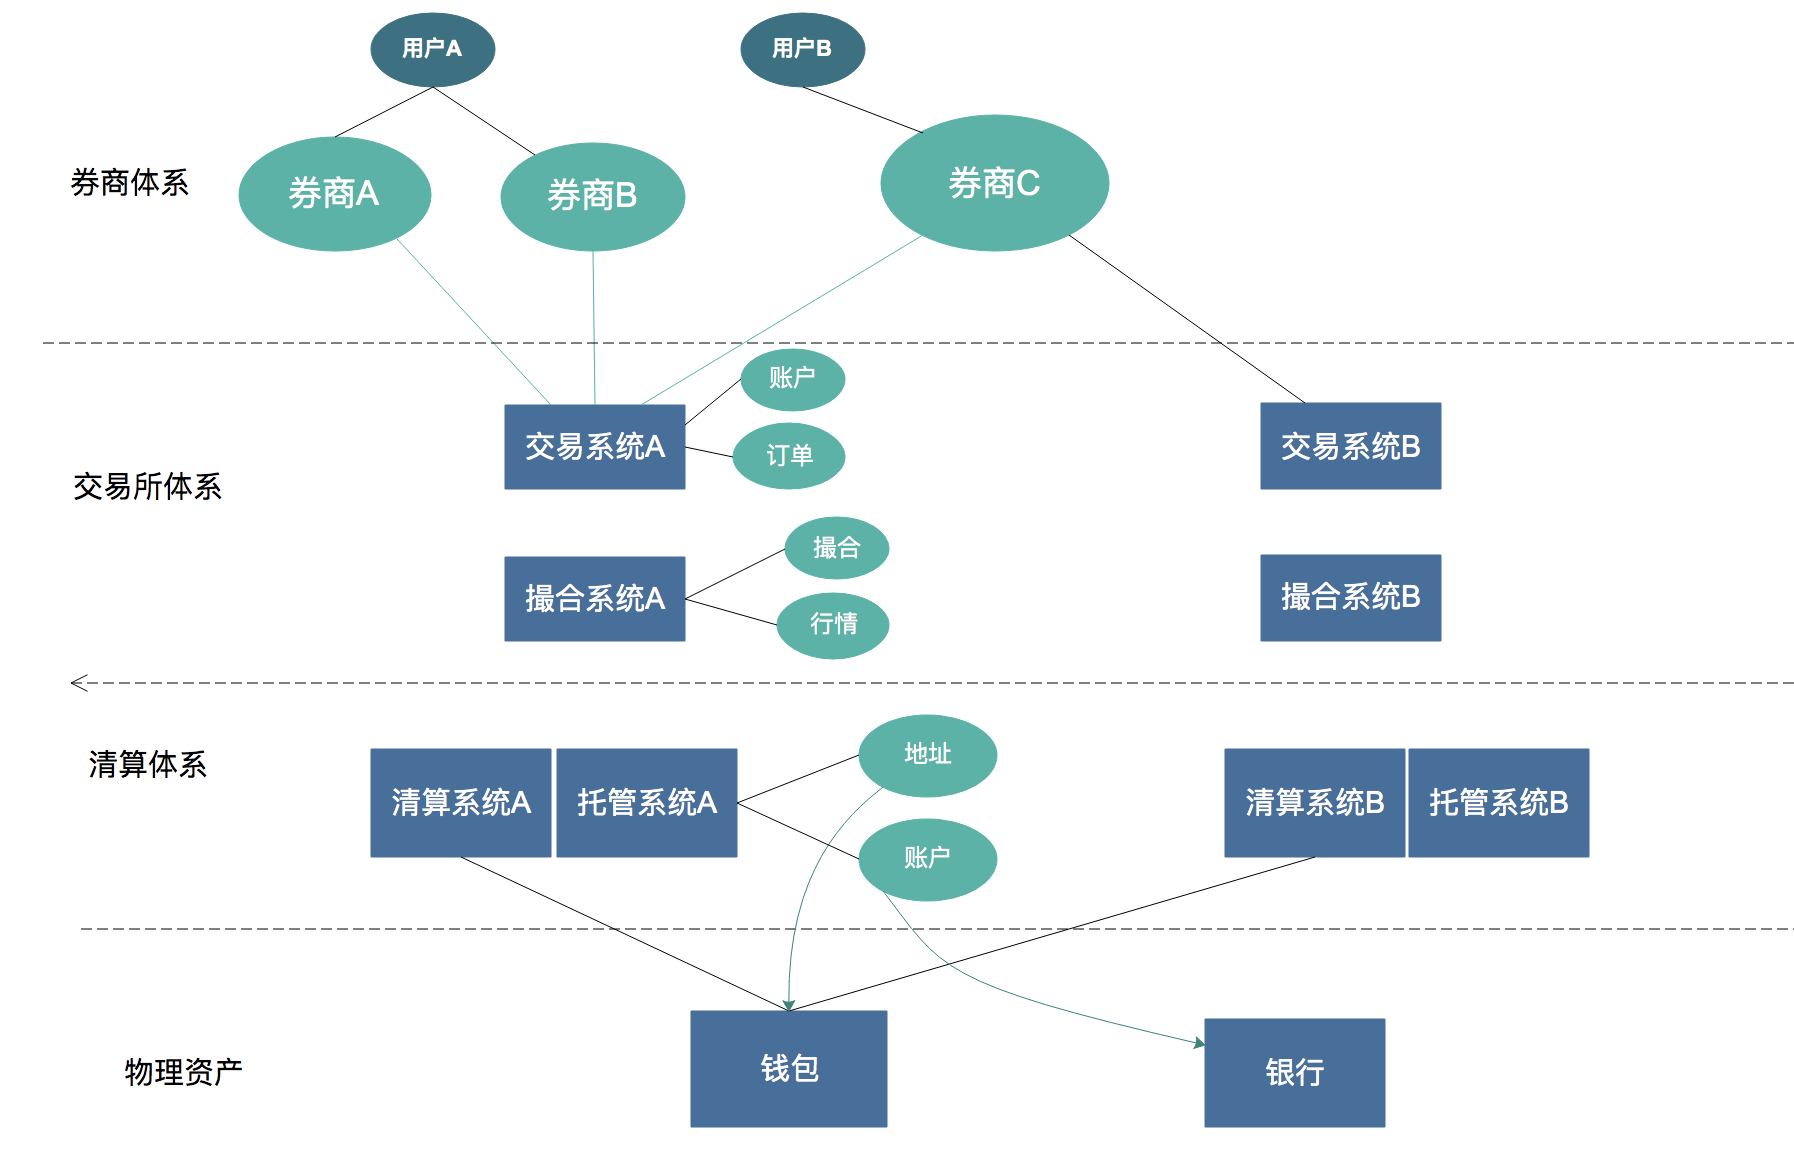 用户A
用户B
券商体系
券商A
券商B
券商C
账户
交易系统A
订单
交易系统B
交易所体系
撮合
撮合系统A
行情
撮合系统B
清算体系
地址
清算系统A
托管系统A
账户
清算系统B
托管系统B
物理资产
钱包
银行